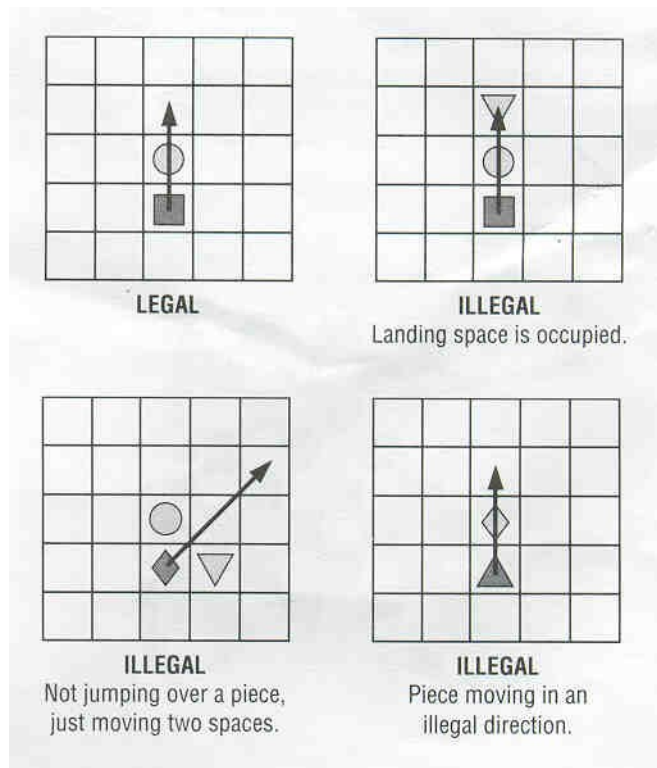 LEGAL
ILLEGAL
Landing space is occupied.
ILLEGAL
Not jumping over a piece,
just moving two spaces.
ILLEGAL
Piece moving in an
illegal direction.